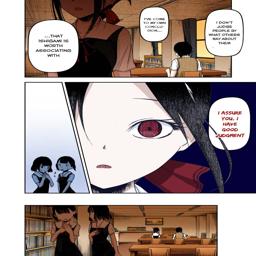 I DON'T
JUDGE
PEOPLE BY
WHAT OTHERS
SAY ABOUT
THEM
I'VE COME
TO MY OWN
CONCLU-
SION...
...THAT
ISHIGAMI IS
WORTH
ASSOCIATING
WITH
I ASSURE
YOU, I
HAVE
GOOD
JUDGMENT